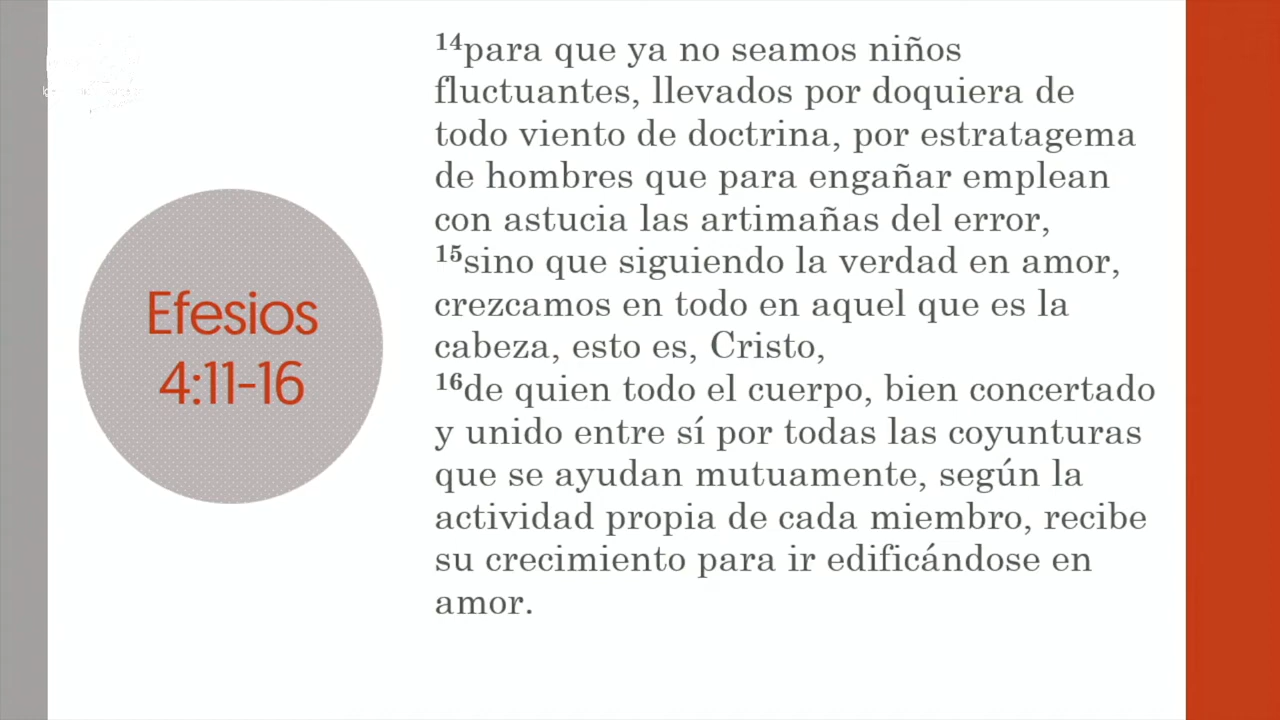 Efesios
4:11-16
¹⁴para que ya no seamos niños
fluctuantes, llevados por doquiera de
todo viento de doctrina, por estratagema
de hombres que para engañar emplean
con astucia las artimañas del error,
¹⁵sino que siguiendo la verdad en amor,
crezcamos en todo en aquel que es la
cabeza, esto es, Cristo,
¹⁶de quien todo el cuerpo, bien concertado
y unido entre sí por todas las coyunturas
que se ayudan mutuamente, según la
actividad propia de cada miembro, recibe
su crecimiento para ir edificándose en
amor.